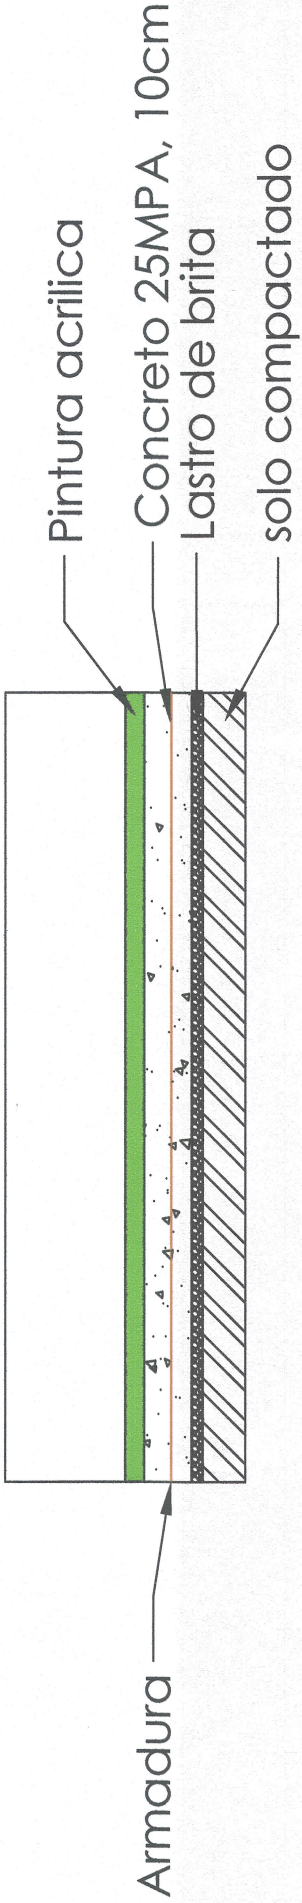 Pintura acrilica
Concreto 25MPA, 10cm
Lastro de brita
solo compactado
Armadura